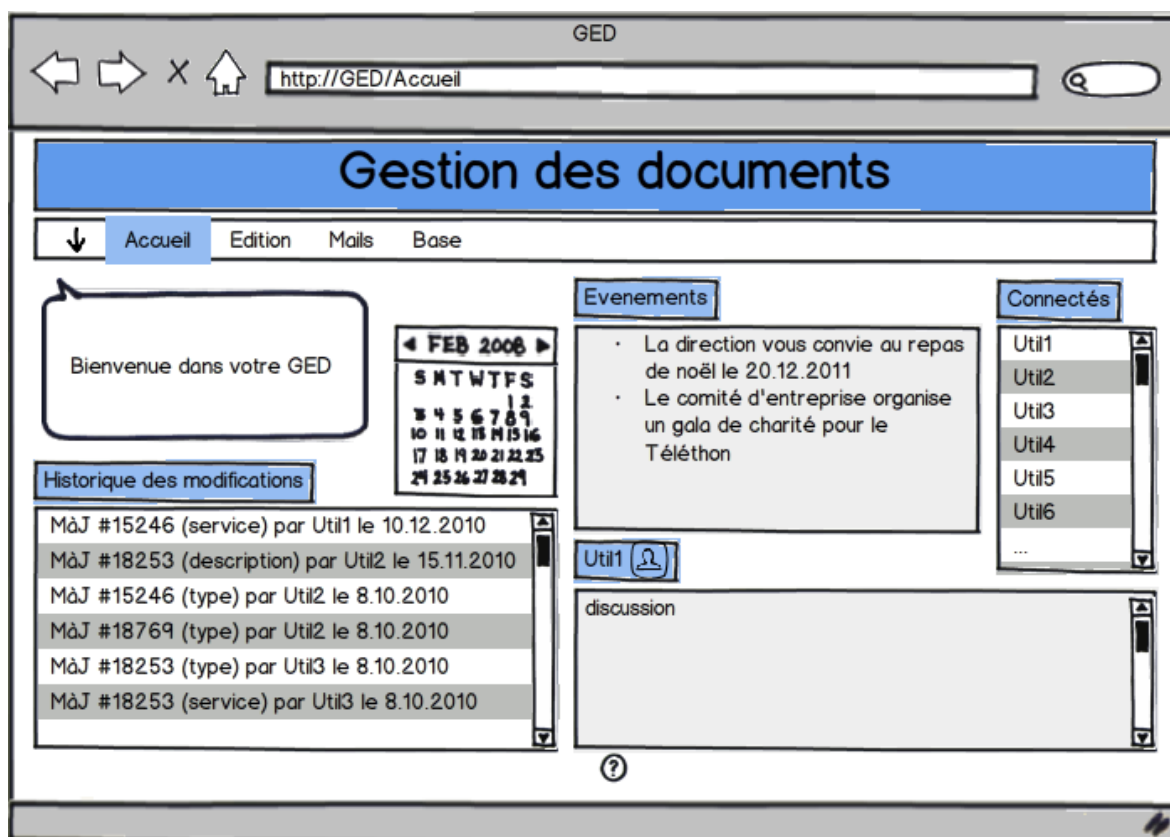 GED
http://GED/Accueil
Gestion des documents
Accueil Edition Mails Base
Bienvenue dans votre GED
FEB 2008
S M T W T F S
1 2
3 4 5 6 7 8 9
10 11 12 13 14 15 16
17 18 19 20 21 22 23
24 25 26 27 28 29
Historique des modifications
MàJ #15246 (service) par Util1 le 10.12.2010
MàJ #18253 (description) par Util2 le 15.11.2010
MàJ #15246 (type) par Util2 le 8.10.2010
MàJ #18769 (type) par Util2 le 8.10.2010
MàJ #18253 (type) par Util3 le 8.10.2010
MàJ #18253 (service) par Util3 le 8.10.2010
Evenements
· La direction vous convie au repas
de noël le 20.12.2011
· Le comité d'entreprise organise
un gala de charité pour le
Téléthon
Connectés
Util1
Util2
Util3
Util4
Util5
Util6
...
Util1
discussion
?